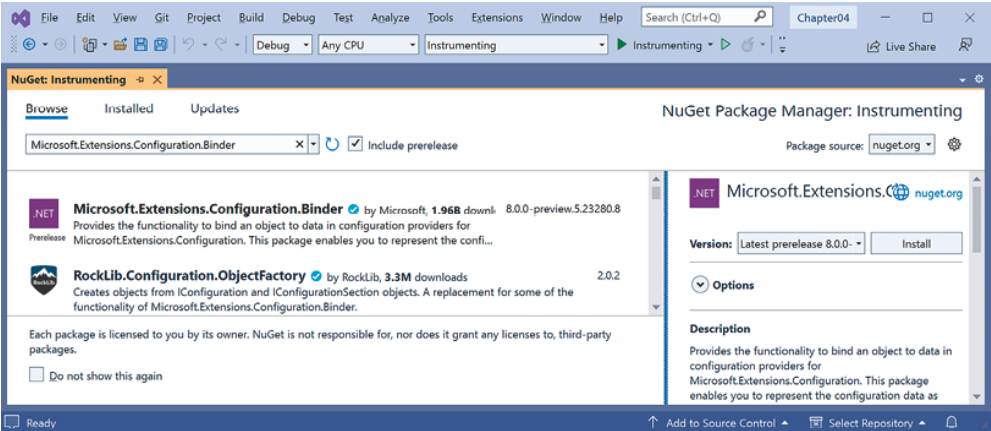 File Edit View Git Project Build Debug Test Analyze Tools Extensions Window Help Search (Ctrl+Q) Chapter04
Debug Any CPU Instrumenting Instrumenting Live Share
NuGet: Instrumenting
Browse Installed Updates NuGet Package Manager: Instrumenting
Microsoft.Extensions.Configuration.Binder Include prerelease Package source: nuget.org
.NET
Prerelease
Microsoft.Extensions.Configuration.Binder by Microsoft, 1.96B downl 8.0.0-preview.5.23280.8
Provides the functionality to bind an object to data in configuration providers for
Microsoft.Extensions.Configuration. This package enables you to represent the confi...
RockLib
RockLib.Configuration.ObjectFactory by RockLib, 3.3M downloads 2.0.2
Creates objects from IConfiguration and IConfigurationSection objects. A replacement for some of the
functionality of Microsoft.Extensions.Configuration.Binder.
Each package is licensed to you by its owner. NuGet is not responsible for, nor does it grant any licenses to, third-party
packages.
Do not show this again
.NET Microsoft.Extensions.C nuget.org
Version: Latest prerelease 8.0.0- Install
Options
Description
Provides the functionality to bind an object to data in
configuration providers for
Microsoft.Extensions.Configuration. This package
enables you to represent the configuration data as
Ready Add to Source Control Select Repository